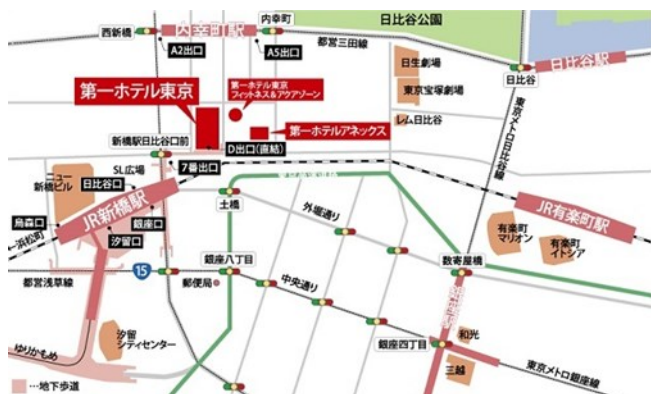 日比谷公園
内幸町
西新橋
内幸町駅
A2出口
A5出口
都営三田線
日比谷
日比谷駅
日生劇場
東京宝塚劇場
レム日比谷
第一ホテル東京
第一ホテル東京
フィットネス&アクアゾーン
第一ホテルアネックス
東京メトロ日比谷線
新橋駅日比谷口前
D出口(直結)
7番出口
SL広場
ニュー
新橋ビル
日比谷口
JR新橋駅
銀座口
烏森口
汐留口
浜松町
土橋
外堀通り
JR有楽町駅
有楽町
マリオン
有楽町
イトシア
数寄屋橋
都営浅草線
15
郵便局
銀座八丁目
中央通り
銀座駅
和光
銀座四丁目
三越
東京メトロ銀座線
汐留
シティセンター
ゆりかもめ
…地下歩道